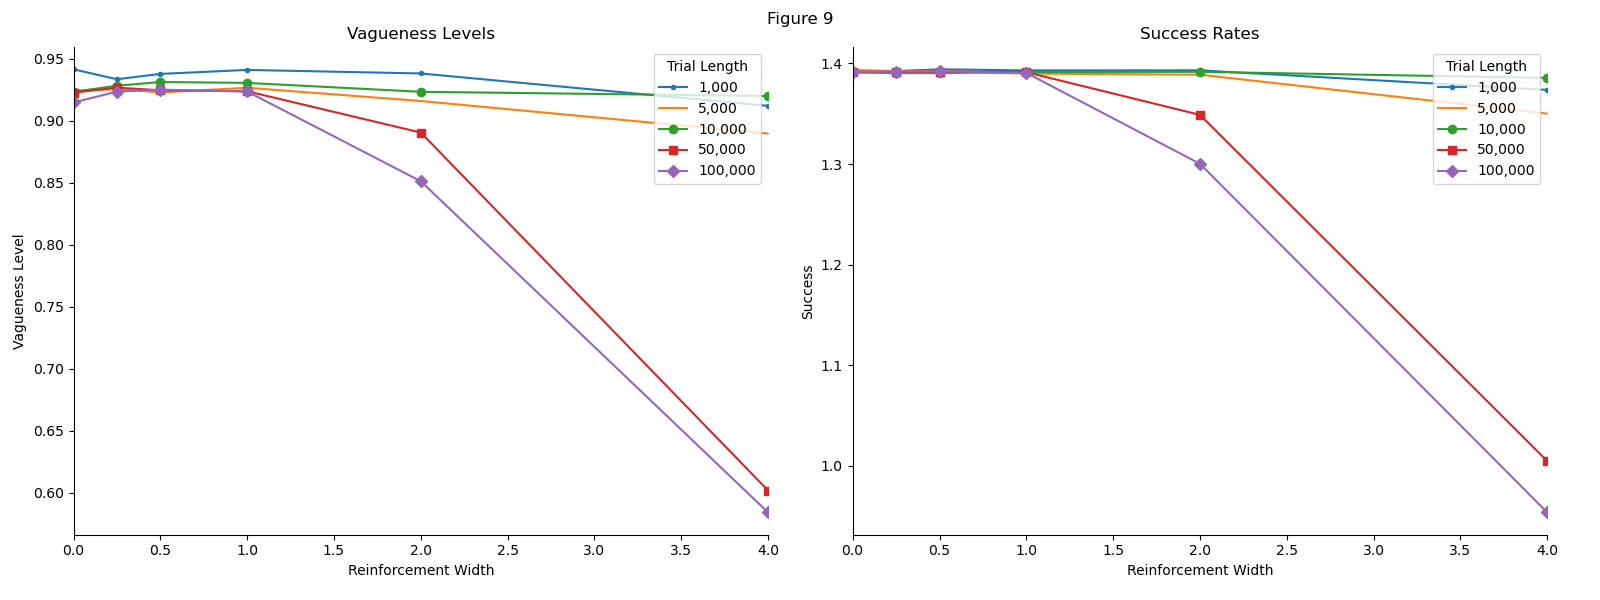 Figure 9
Vagueness Levels
Vagueness Level
0.95
0.90
0.85
0.80
0.75
0.70
0.65
0.60
0.0 0.5 1.0 1.5 2.0 2.5 3.0 3.5 4.0
Reinforcement Width
Trial Length
1,000
5,000
10,000
50,000
100,000
Success Rates
Success
1.4
1.3
1.2
1.1
1.0
0.0 0.5 1.0 1.5 2.0 2.5 3.0 3.5 4.0
Reinforcement Width
Trial Length
1,000
5,000
10,000
50,000
100,000